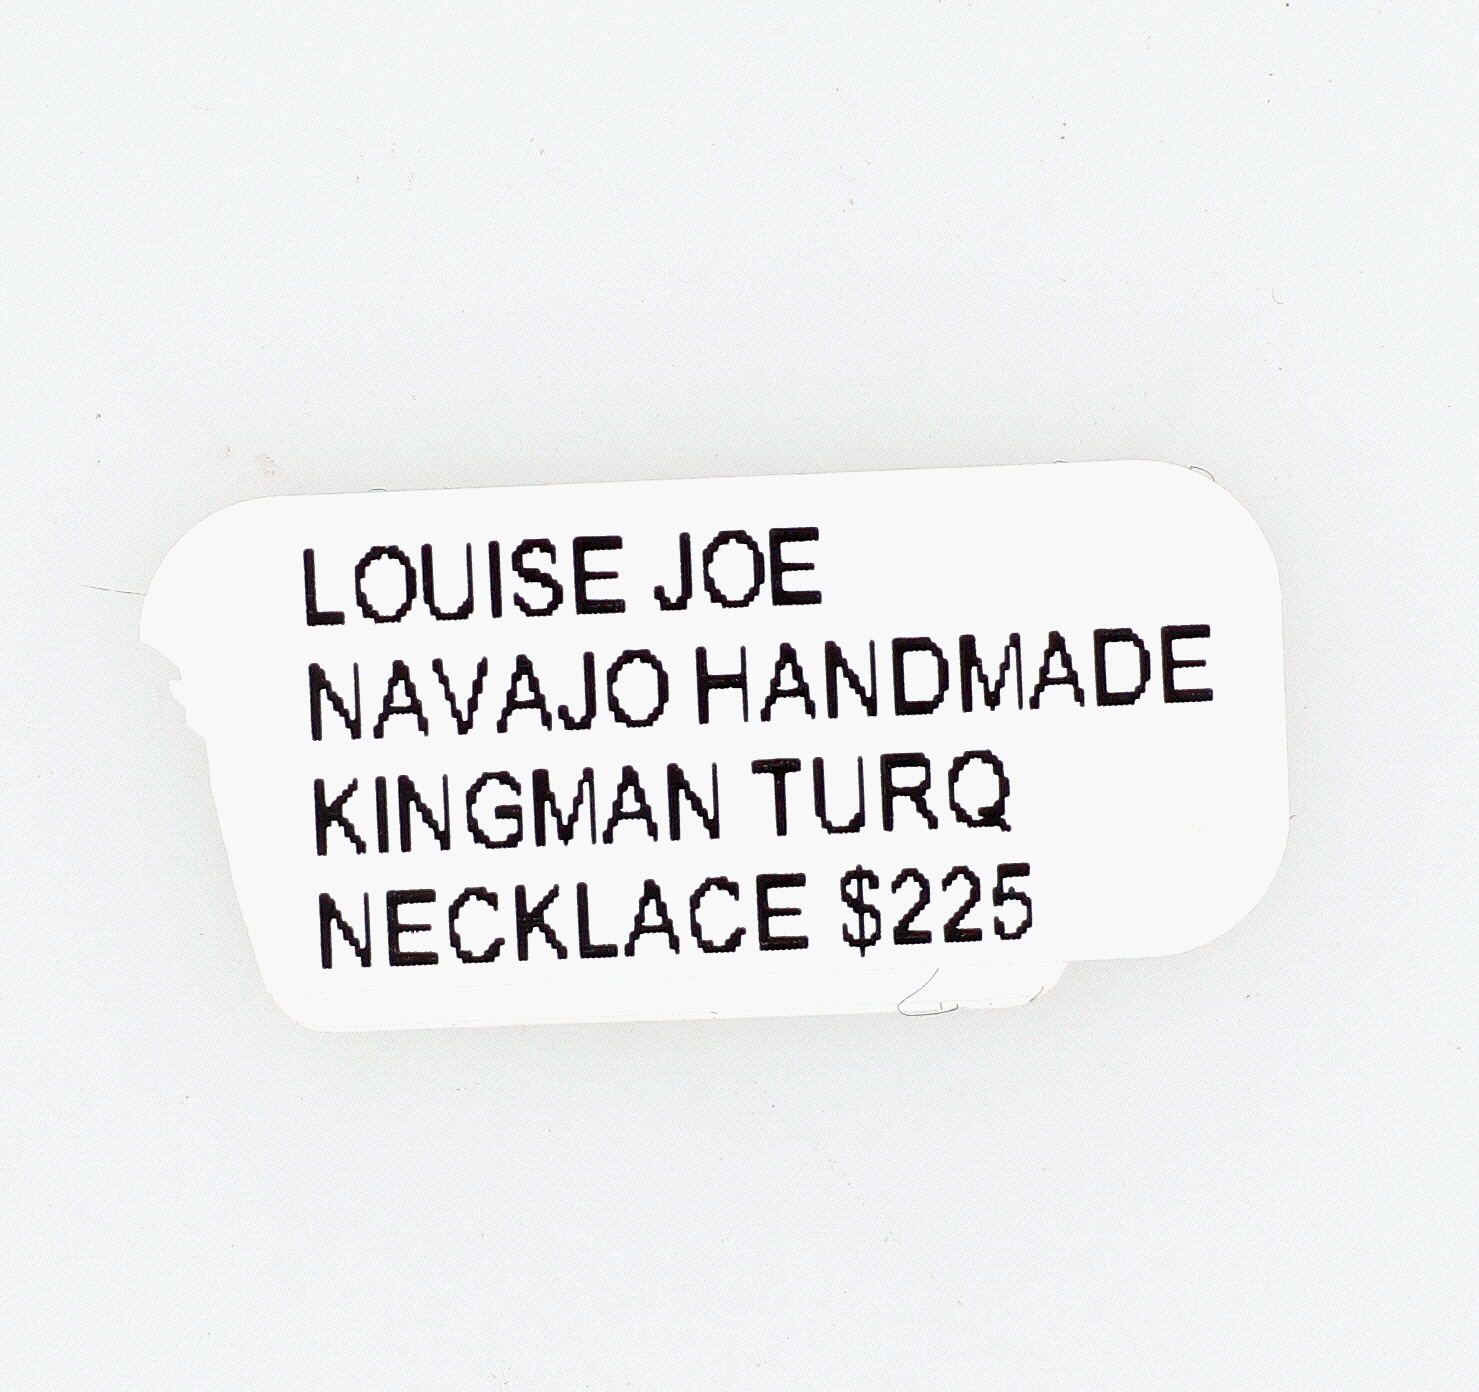 LOUISE JOE
NAVAJO HANDMADE
KINGMAN TURQ
NECKLACE $225